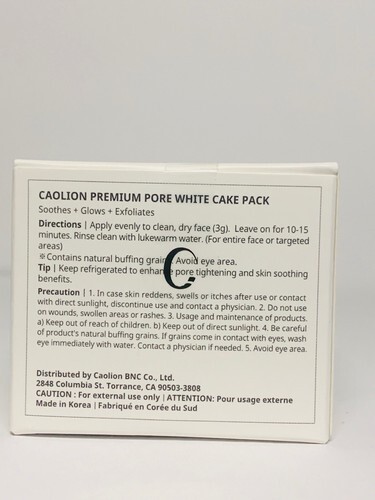 CAOLION PREMIUM PORE WHITE CAKE PACK
Soothes + Glows + Exfoliates
Directions | Apply evenly to clean, dry face (3g). Leave on for 10-15
minutes. Rinse clean with lukewarm water. (For entire face or targeted
areas)
※Contains natural buffing grains. Avoid eye area.
Tip | Keep refrigerated to enhance pore tightening and skin soothing
benefits.
Precaution | 1. In case skin reddens, swells or itches after use or contact
with direct sunlight, discontinue use and contact a physician. 2. Do not use
on wounds, swollen areas or rashes. 3. Usage and maintenance of products.
a) Keep out of reach of children. b) Keep out of direct sunlight. 4. Be careful
of product's natural buffing grains. If grains come in contact with eyes, wash
eye immediately with water. Contact a physician if needed. 5. Avoid eye area.
C
Distributed by Caolion BNC Co., Ltd.
2848 Columbia St. Torrance, CA 90503-3808
CAUTION : For external use only | ATTENTION: Pour usage externe
Made in Korea | Fabriqué en Corée du Sud